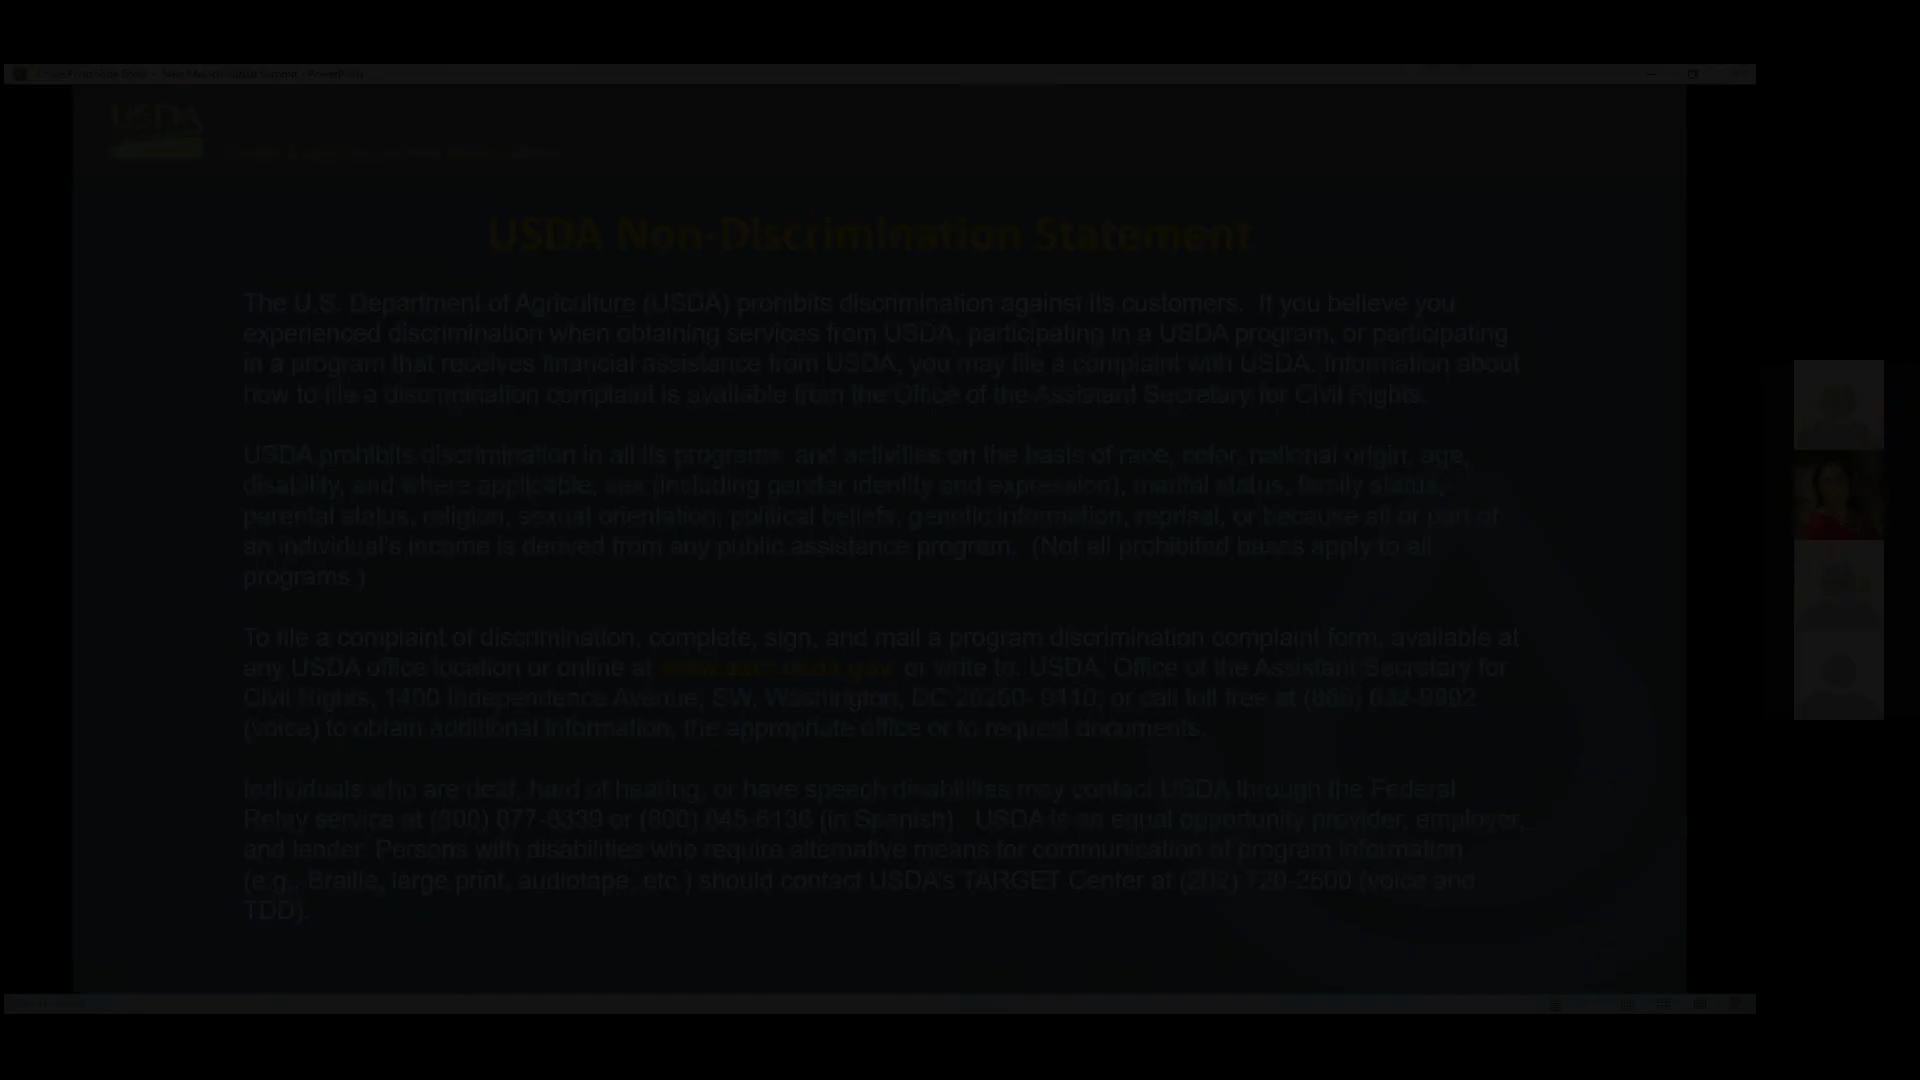 USDA
USDA Non-Discrimination Statement
The U.S. Department of Agriculture (USDA) prohibits discrimination against its customers. If you believe you
experienced discrimination when obtaining services from USDA, participating in a USDA program, or participating
in a program that receives financial assistance from USDA, you may file a complaint with USDA. Information about
how to file a discrimination complaint is available from the Office of the Assistant Secretary for Civil Rights.
USDA prohibits discrimination in all its programs and activities on the basis of race, color, national origin, age,
disability, and where applicable, sex (including gender identity and expression), marital status, family status,
parental status, religion, sexual orientation, political beliefs, genetic information, reprisal, or because all or part of
an individual's income is derived from any public assistance program. (Not all prohibited bases apply to all
programs.)
To file a complaint of discrimination, complete, sign, and mail a program discrimination complaint form, available at
any USDA office location or online at or write to: USDA, Office of the Assistant Secretary for
Civil Rights, 1400 Independence Avenue, SW, Washington, DC 9410, or call toll free at
(voice) to obtain additional information, the appropriate office or to request documents.
Individuals who are deaf, hard of hearing, or have speech disabilities may contact USDA through the Federal
Relay service at (800) 877-8339 or (800) 845-6136 (in Spanish). USDA is an equal opportunity provider, employer,
and lender. Persons with disabilities who require alternative means for communication of program information
(e.g., Braille, large print, audiotape, etc.) should contact USDA's TARGET Center at (202) 720-2600 (voice and
TDD).